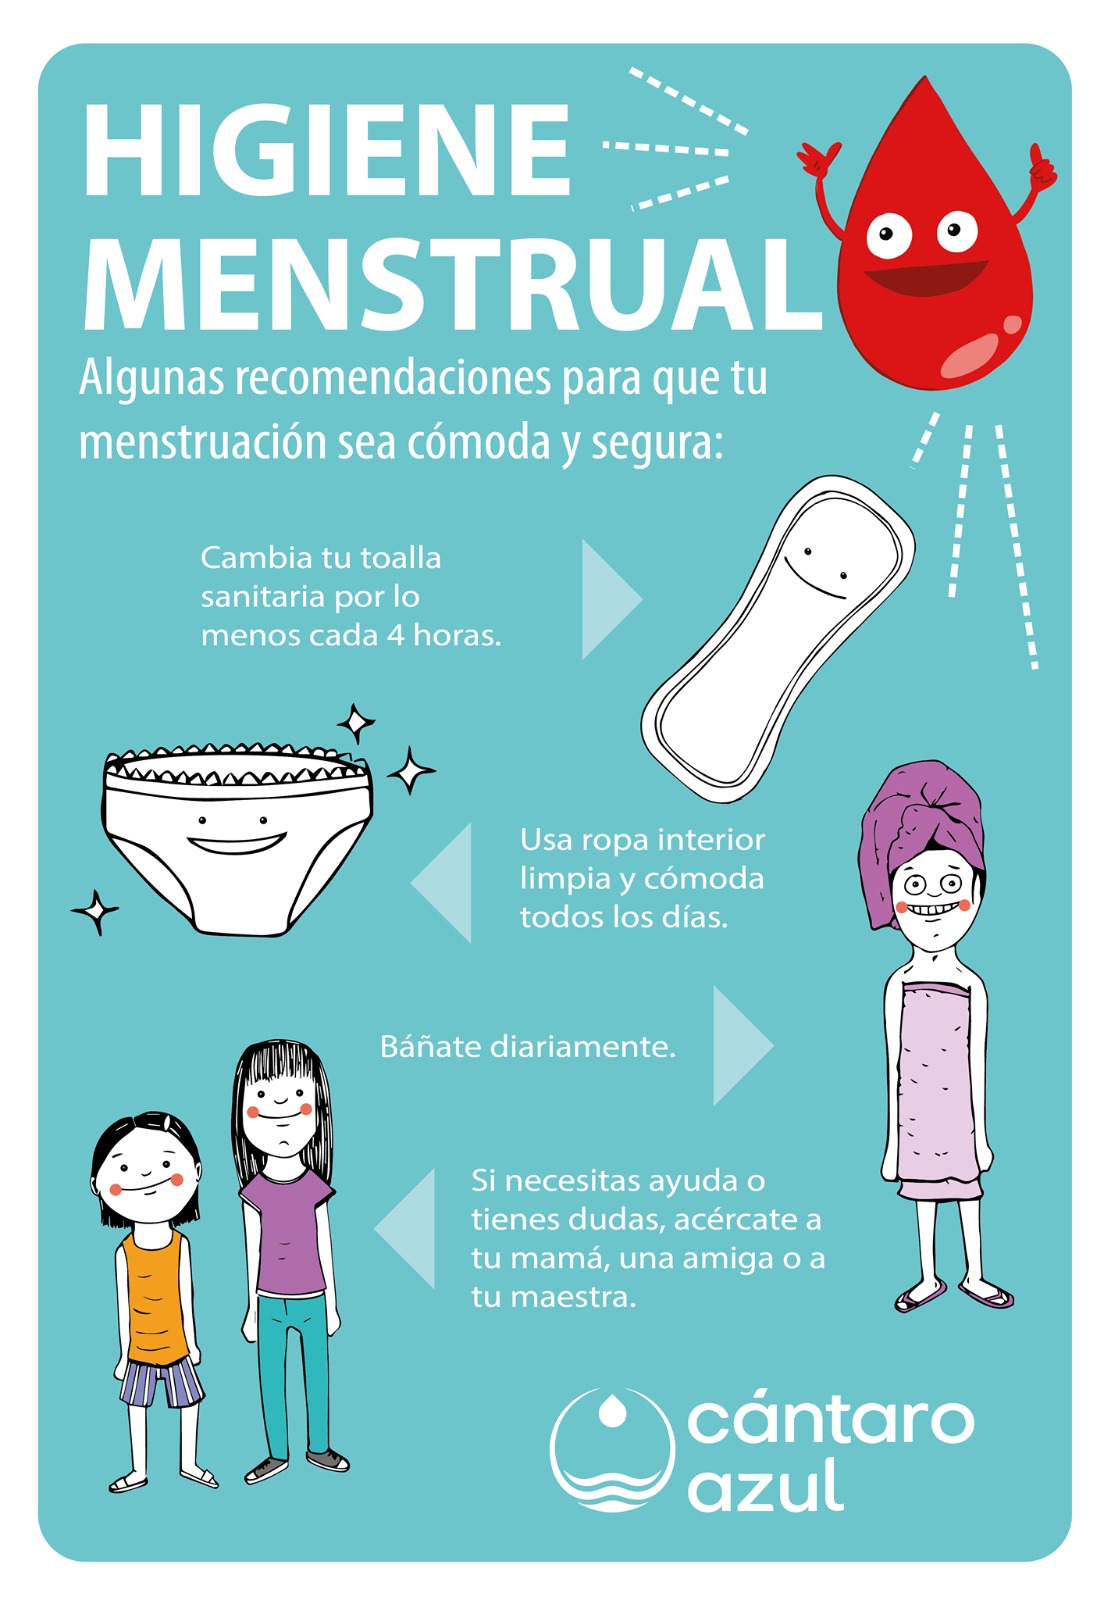 HIGIENE
MENSTRUAL
Algunas recomendaciones para que tu
menstruación sea cómoda y segura:
Cambia tu toalla
sanitaria por lo
menos cada 4 horas.
Usa ropa interior
limpia y cómoda
todos los días.
Báñate diariamente.
Si necesitas ayuda o
tienes dudas, acércate a
tu mamá, una amiga o a
tu maestra.
cántaro
azul